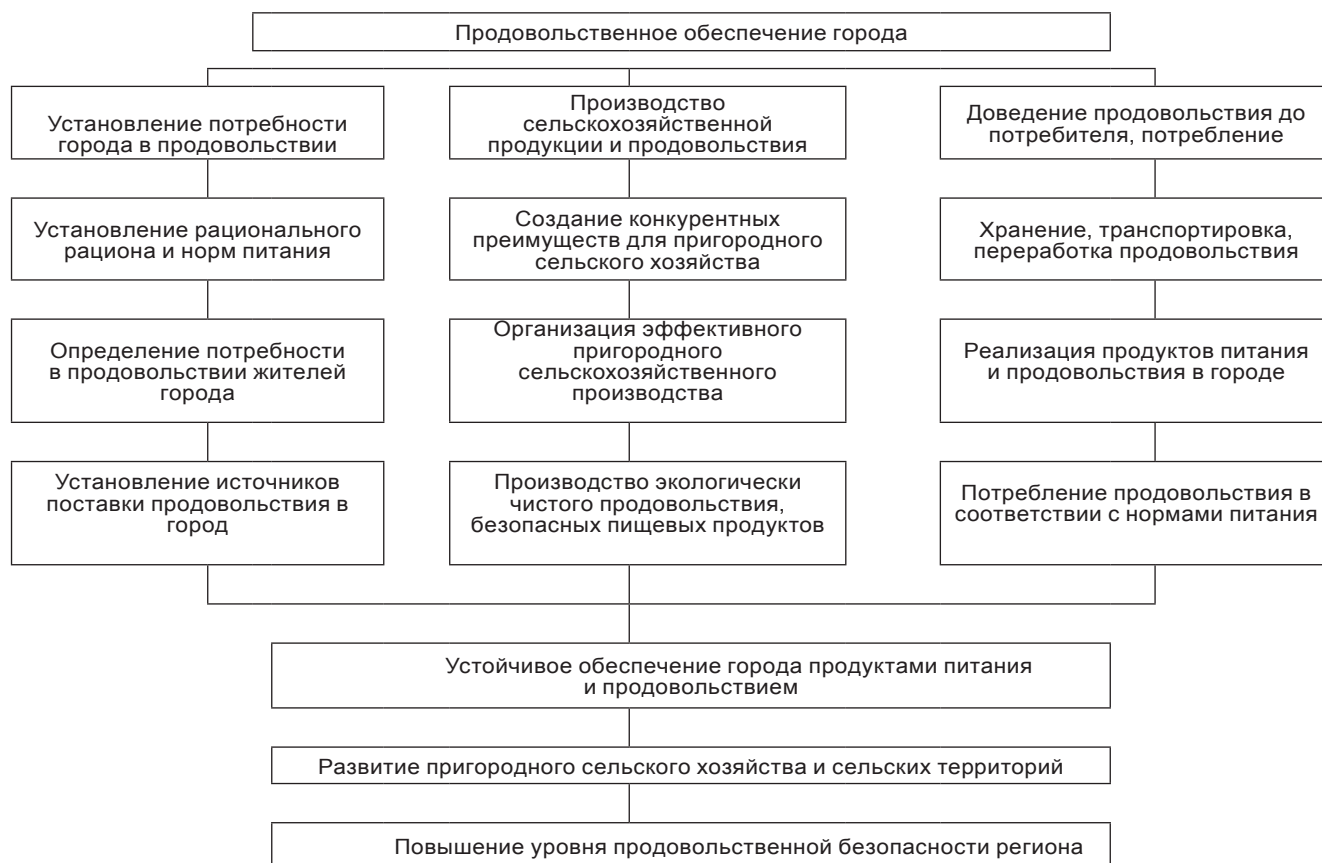 Продовольственное обеспечение города
Установление потребности
города в продовольствии
Производство
сельскохозяйственной
продукции и продовольствия
Доведение продовольствия до
потребителя, потребление
Установление рационального
рациона и норм питания
Создание конкурентных
преимуществ для пригородного
сельского хозяйства
Хранение, транспортировка,
переработка продовольствия
Определение потребности
в продовольствии жителей
города
Организация эффективного
пригородного
сельскохозяйственного
производства
Реализация продуктов питания
и продовольствия в городе
Установление источников
поставки продовольствия в
город
Производство экологически
чистого продовольствия,
безопасных пищевых продуктов
Потребление продовольствия в
соответствии с нормами питания
Устойчивое обеспечение города продуктами питания
и продовольствием
Развитие пригородного сельского хозяйства и сельских территорий
Повышение уровня продовольственной безопасности региона